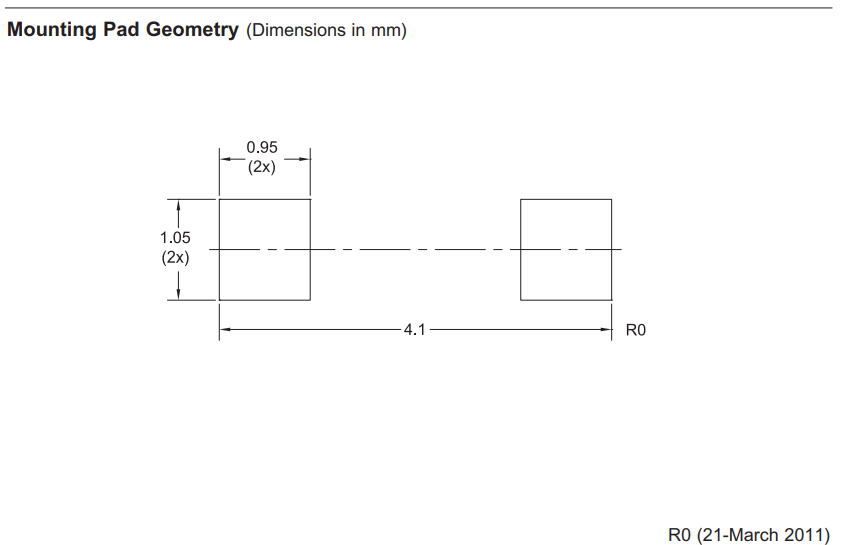 Mounting Pad Geometry (Dimensions in mm)
0.95
(2x)
1.05
(2x)
4.1
R0
R0 (21-March 2011)